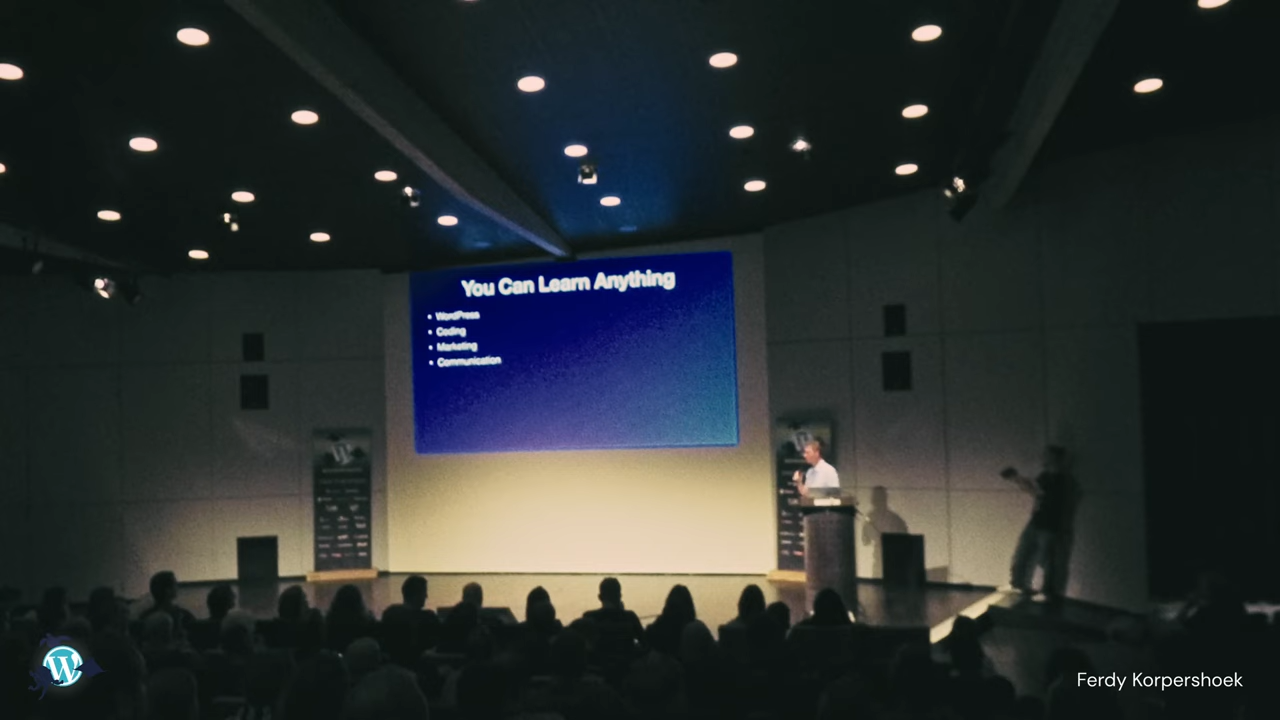 You Can Learn Anything
• WordPress
• Coding
• Marketing
• Communication
Ferdy Korpershoek